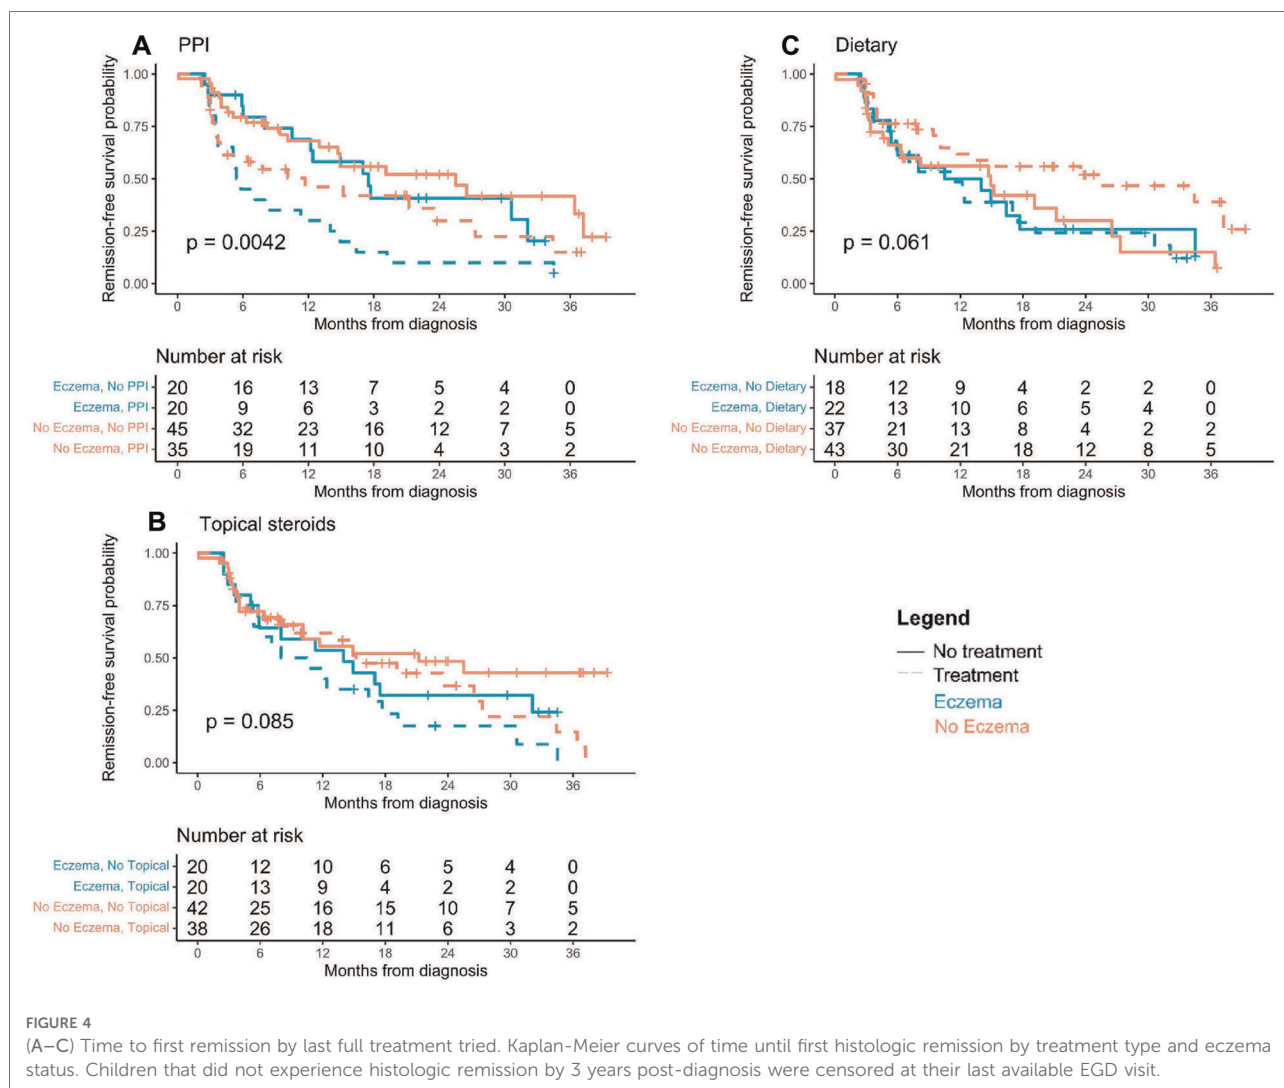 A PPI
Remission-free survival probability
1.00
0.75
0.50
0.25
0.00
p = 0.0042
0 6 12 18 24 30 36
Months from diagnosis
Number at risk
Eczema, No PPI 20 16 13 7 5 4 0
Eczema, PPI 20 9 6 3 2 2 0
No Eczema, No PPI 45 32 23 16 12 7 5
No Eczema, PPI 35 19 11 10 4 3 2
0 6 12 18 24 30 36
Months from diagnosis
C Dietary
Remission-free survival probability
1.00
0.75
0.50
0.25
0.00
p = 0.061
0 6 12 18 24 30 36
Months from diagnosis
Number at risk
Eczema, No Dietary 18 12 9 4 2 2 0
Eczema, Dietary 22 13 10 6 5 4 0
No Eczema, No Dietary 37 21 13 8 4 2 2
No Eczema, Dietary 43 30 21 18 12 8 5
0 6 12 18 24 30 36
Months from diagnosis
B Topical steroids
Remission-free survival probability
1.00
0.75
0.50
0.25
0.00
p = 0.085
0 6 12 18 24 30 36
Months from diagnosis
Number at risk
Eczema, No Topical 20 12 10 6 5 4 0
Eczema, Topical 20 13 9 4 2 2 0
No Eczema, No Topical 42 25 16 15 10 7 5
No Eczema, Topical 38 26 18 11 6 3 2
0 6 12 18 24 30 36
Months from diagnosis
Legend
No treatment
Treatment
Eczema
No Eczema
FIGURE 4
(A–C) Time to first remission by last full treatment tried. Kaplan-Meier curves of time until first histologic remission by treatment type and eczema
status. Children that did not experience histologic remission by 3 years post-diagnosis were censored at their last available EGD visit.